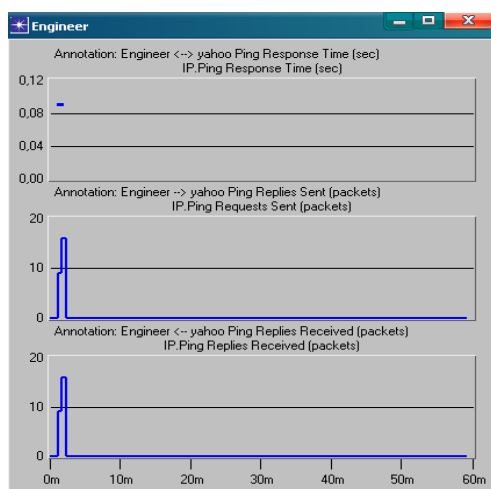 Engineer
Annotation: Engineer <--> yahoo Ping Response Time (sec)
IP.Ping Response Time (sec)
0,12
0,08
0,04
0,00
Annotation: Engineer --> yahoo Ping Replies Sent (packets)
IP.Ping Requests Sent (packets)
20
10
0
Annotation: Engineer <-- yahoo Ping Replies Received (packets)
IP.Ping Replies Received (packets)
20
10
0
0m 10m 20m 30m 40m 50m 60m